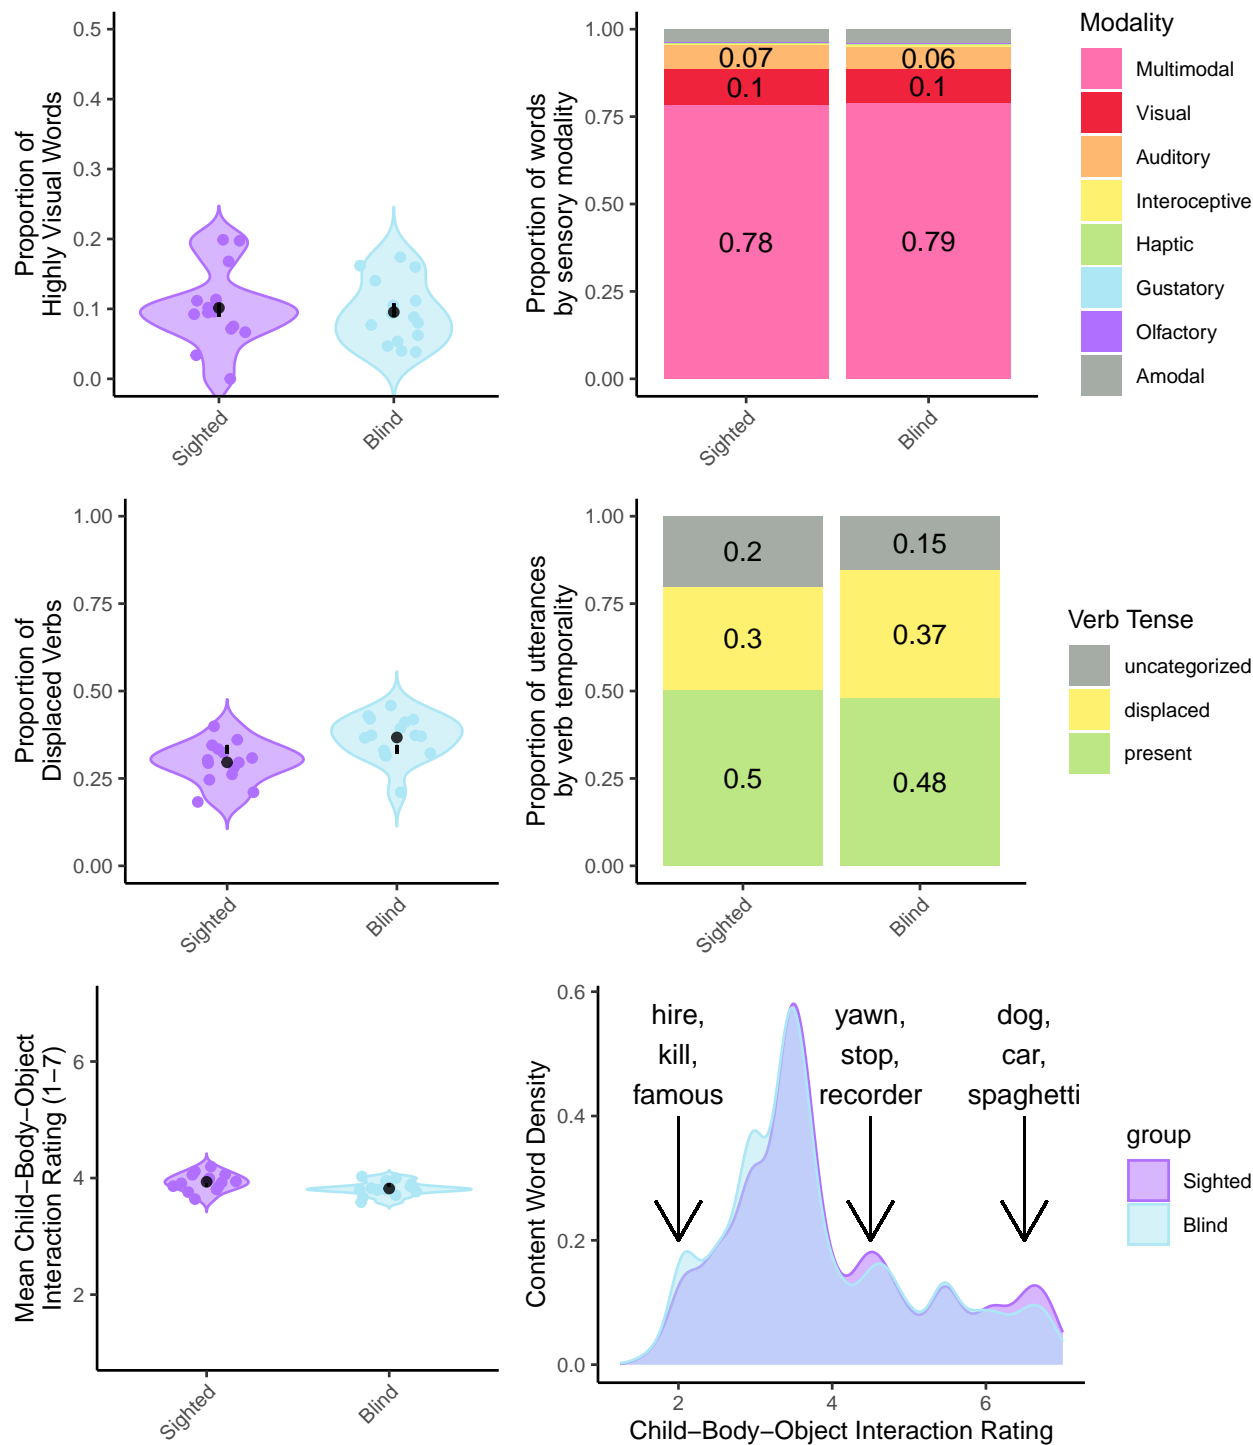 Proportion of
Highly Visual Words
0.5
0.4
0.3
0.2
0.1
0.0
Sighted
Blind
Proportion of words
by sensory modality
1.00
0.75
0.50
0.25
0.00
0.07
0.1
0.78
0.06
0.1
0.79
Sighted
Blind
Modality
Multimodal
Visual
Auditory
Interoceptive
Haptic
Gustatory
Olfactory
Amodal
Proportion of
Displaced Verbs
1.00
0.75
0.50
0.25
0.00
Sighted
Blind
Proportion of utterances
by verb temporality
1.00
0.75
0.50
0.25
0.00
0.2
0.3
0.5
0.15
0.37
0.48
Sighted
Blind
Verb Tense
uncategorized
displaced
present
Mean Child−Body−Object
Interaction Rating (1−7)
6
4
2
Sighted
Blind
Content Word Density
0.6
0.4
0.2
0.0
hire,
kill,
famous
yawn,
stop,
recorder
dog,
car,
spaghetti
2
4
6
Child−Body−Object Interaction Rating
group
Sighted
Blind